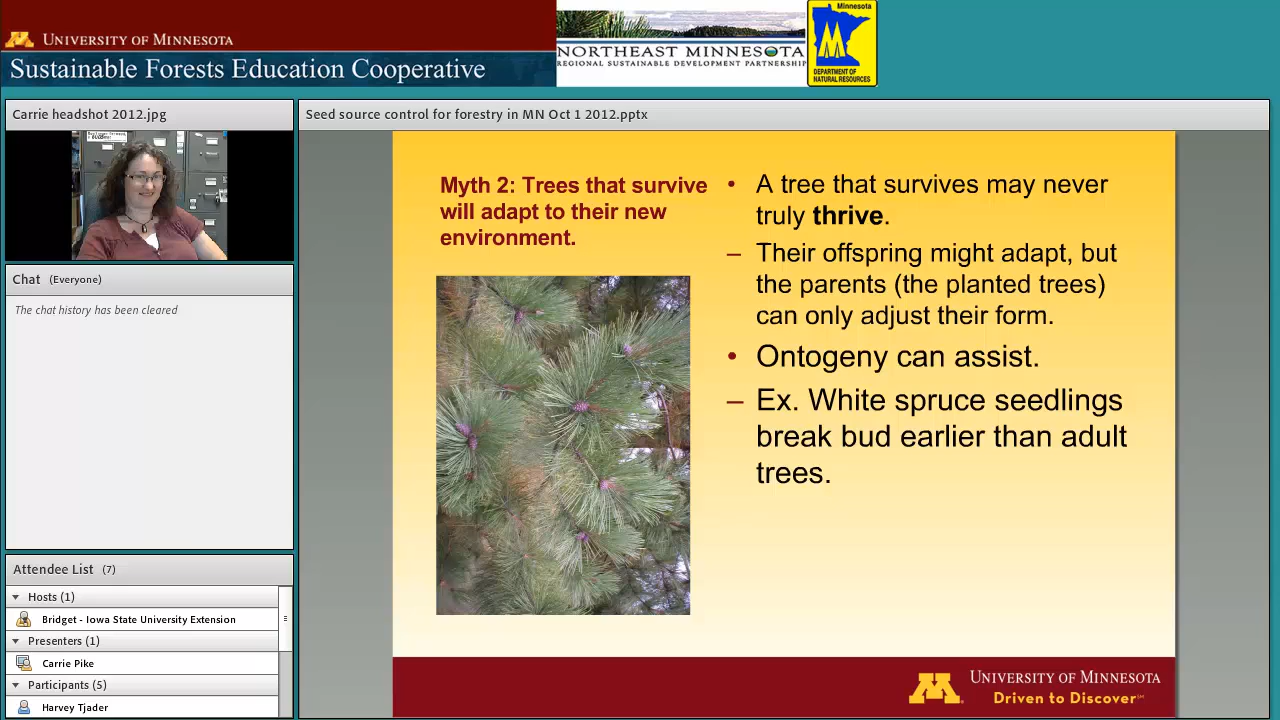 UNIVERSITY OF MINNESOTA
Sustainable Forests Education Cooperative
NORTHEAST MINNESOTA
REGIONAL SUSTAINABLE DEVELOPMENT PARTNERSHIP
Minnesota
DEPARTMENT OF
NATURAL RESOURCES
Carrie headshot 2012.jpg
Chat (Everyone)
The chat history has been cleared
Attendee List (7)
Hosts (1)
Bridget - Iowa State University Extension
Presenters (1)
Carrie Pike
Participants (5)
Harvey Tjader
Seed source control for forestry in MN Oct 1 2012.pptx
Myth 2: Trees that survive
will adapt to their new
environment.
• A tree that survives may never
truly thrive.
– Their offspring might adapt, but
the parents (the planted trees)
can only adjust their form.
• Ontogeny can assist.
– Ex. White spruce seedlings
break bud earlier than adult
trees.
UNIVERSITY OF MINNESOTA
Driven to Discover℠